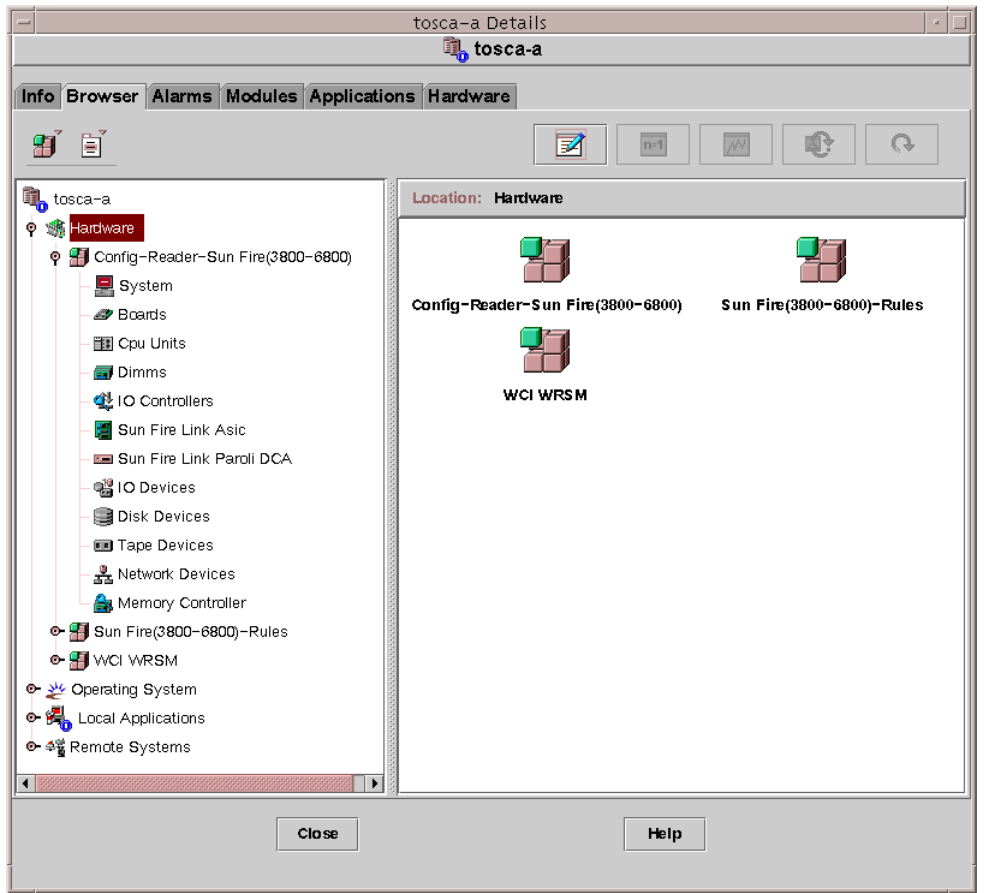 tosca-a Details
tosca-a
Info Browser Alarms Modules Applications Hardware
n=1
tosca-a
Hardware
Config-Reader-Sun Fire(3800-6800)
System
Boards
Cpu Units
Dimms
IO Controllers
Sun Fire Link Asic
Sun Fire Link Paroli DCA
IO Devices
Disk Devices
Tape Devices
Network Devices
Memory Controller
Sun Fire(3800-6800)-Rules
WCI WRSM
Operating System
Local Applications
Remote Systems
Location: Hardware
Config-Reader-Sun Fire(3800-6800) Sun Fire(3800-6800)-Rules
WCI WRSM
Close Help